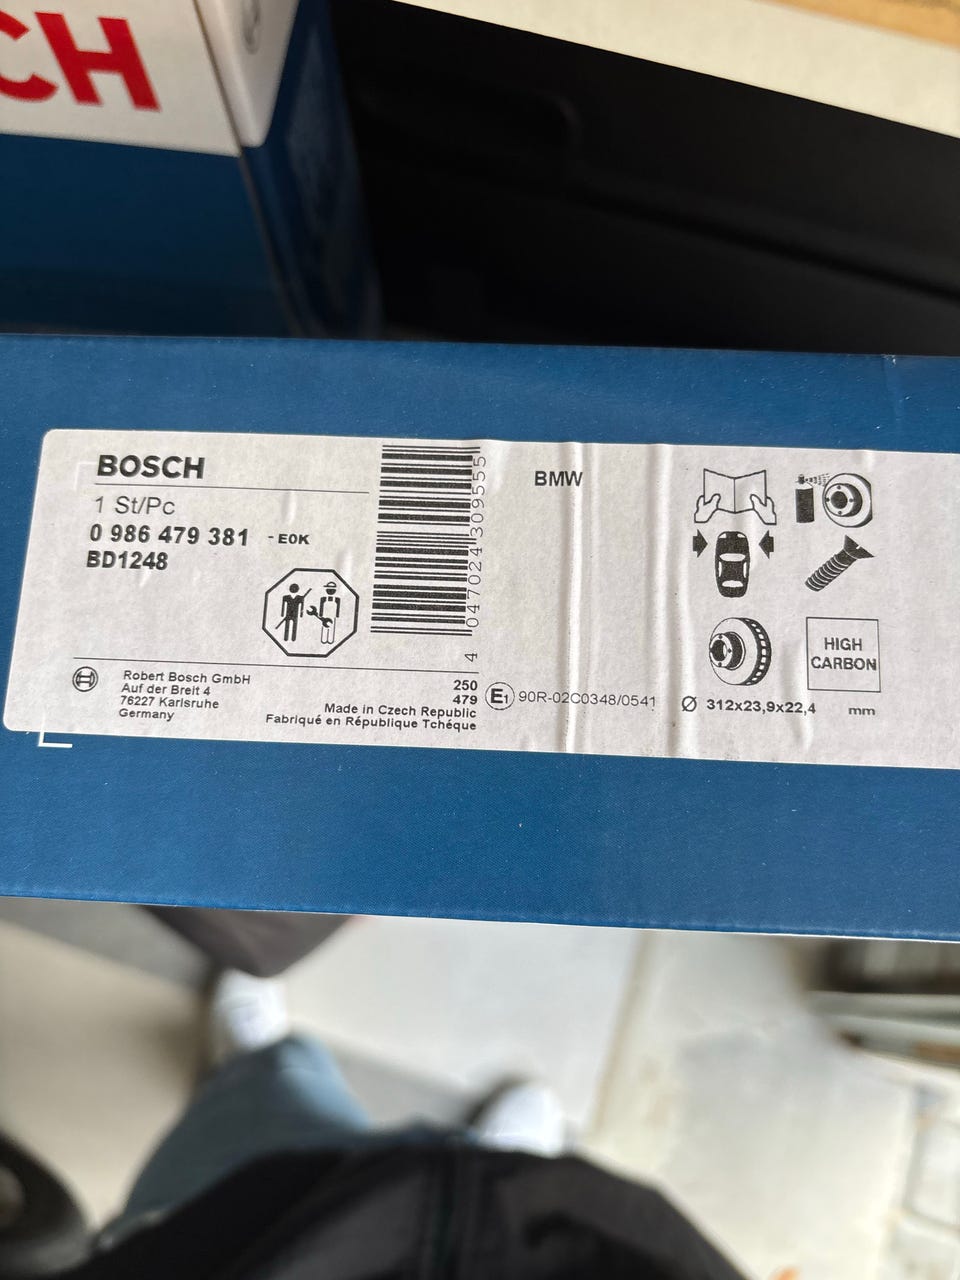 CH
BOSCH
1 St/Pc
0 986 479 381 - E0K
BD1248
4 047024 309555
BMW
HIGH
CARBON
Robert Bosch GmbH
Auf der Breit 4
76227 Karlsruhe
Germany
250
479
Made in Czech Republic
Fabriqué en République Tchéque
E1 90R-02C0348/0541
Ø 312x23,9x22,4 mm